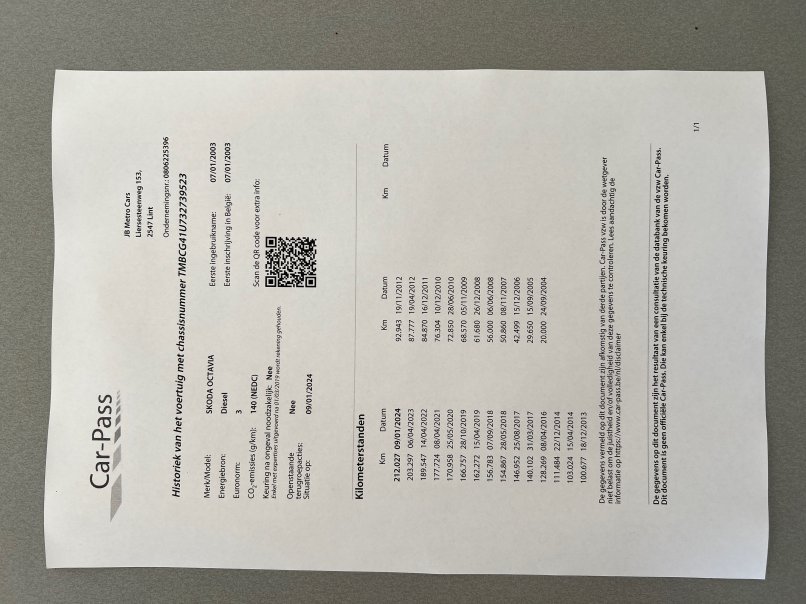 Car-Pass
JB Metro Cars
Liersesteenweg 153,
2547 Lint
Ondernemingsnr.: 0806225396
Historiek van het voertuig met chassisnummer TMBCG41U732739523
Merk/Model: SKODA OCTAVIA
Eerste ingebruikname: 07/01/2003
Energiebron: Diesel
Eerste inschrijving in België: 07/01/2003
Euronorm: 3
CO2-emissies (g/km): 140 (NEDC)
Scan de QR code voor extra info:
Keuring na ongeval noodzakelijk: Nee
Enkel met expertises uitgevoerd na 01/03/2019 wordt rekening gehouden.
Openstaande
terugroepacties: Nee
Situatie op: 09/01/2024
Kilometerstanden
Km Datum Km Datum Km Datum
212.027 09/01/2024 92.943 19/11/2012
203.297 06/04/2023 87.777 19/04/2012
189.547 14/04/2022 84.870 16/12/2011
177.724 08/04/2021 76.304 10/12/2010
170.958 25/05/2020 72.850 28/06/2010
166.757 28/10/2019 68.570 05/11/2009
162.272 15/04/2019 61.680 26/12/2008
156.783 07/09/2018 56.000 06/06/2008
154.867 28/05/2018 50.860 08/11/2007
146.952 25/08/2017 42.499 15/12/2006
140.102 31/03/2017 29.650 15/09/2005
128.269 08/04/2016 20.000 24/09/2004
111.484 22/12/2014
103.024 15/04/2014
100.677 18/12/2013
De gegevens vermeld op dit document zijn afkomstig van derde partijen. Car-Pass vzw is door de wetgever
niet belast om de juistheid en/of volledigheid van deze gegevens te controleren. Lees aandachtig de
informatie op https://www.car-pass.be/nl/disclaimer
De gegevens op dit document zijn het resultaat van een consultatie van de databank van de vzw Car-Pass.
Dit document is geen officiële Car-Pass. Die kan enkel bij de technische keuring bekomen worden.
1/1